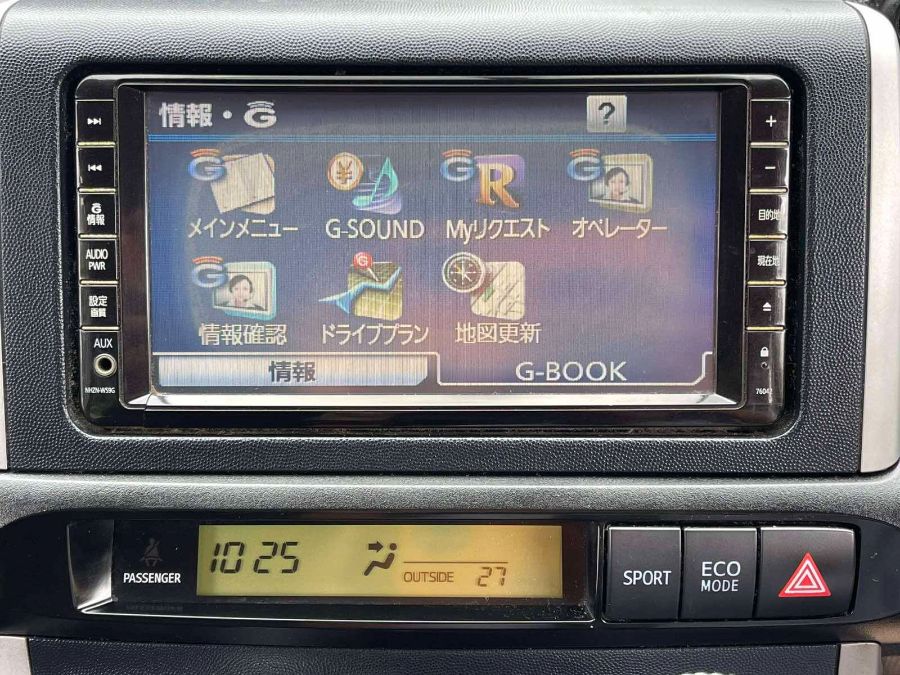 情報・G
?
メインメニュー
G-SOUND
Myリクエスト
オペレーター
情報確認
ドライブプラン
地図更新
情報
G-BOOK
G
情報
AUDIO
PWR
設定
画質
AUX
NHZN-W59G
+
-
目的地
現在地
7604
PASSENGER
10 25
OUTSIDE 27
SPORT
ECO
MODE